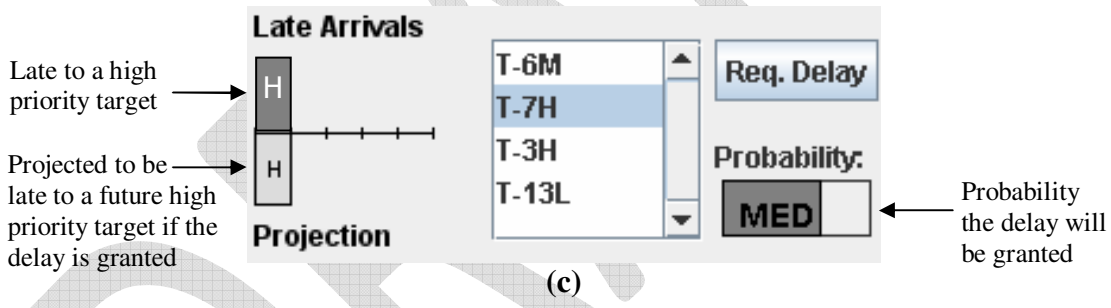 Late Arrivals
Late to a high
priority target
H
T-6M
T-7H
T-3H
T-13L
Req. Delay
Projected to be
late to a future high
priority target if the
delay is granted
H
Projection
Probability:
MED
Probability
the delay will
be granted
(c)